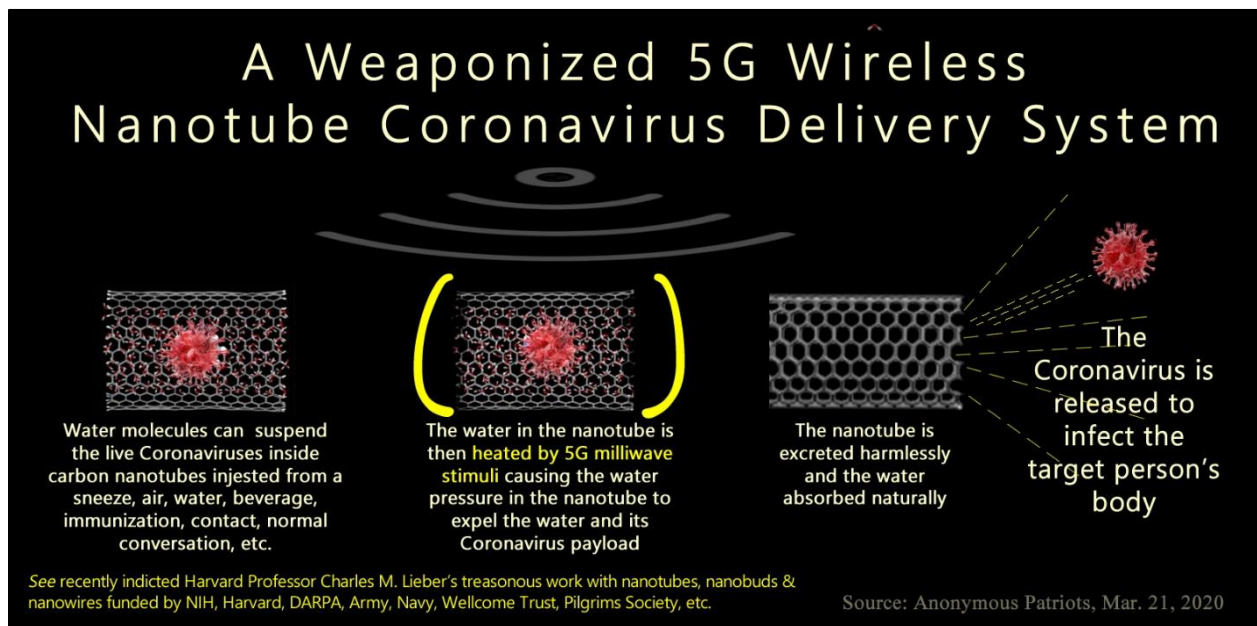 A Weaponized 5G Wireless
Nanotube Coronavirus Delivery System
Water molecules can suspend
the live Coronaviruses inside
carbon nanotubes injested from a
sneeze, air, water, beverage,
immunization, contact, normal
conversation, etc.
The water in the nanotube is
then heated by 5G milliwave
stimuli causing the water
pressure in the nanotube to
expel the water and its
Coronavirus payload
The nanotube is
excreted harmlessly
and the water
absorbed naturally
The
Coronavirus is
released to
infect the
target person's
body
See recently indicted Harvard Professor Charles M. Lieber's treasonous work with nanotubes, nanobuds &
nanowires funded by NIH, Harvard, DARPA, Army, Navy, Wellcome Trust, Pilgrims Society, etc.
Source: Anonymous Patriots, Mar. 21, 2020